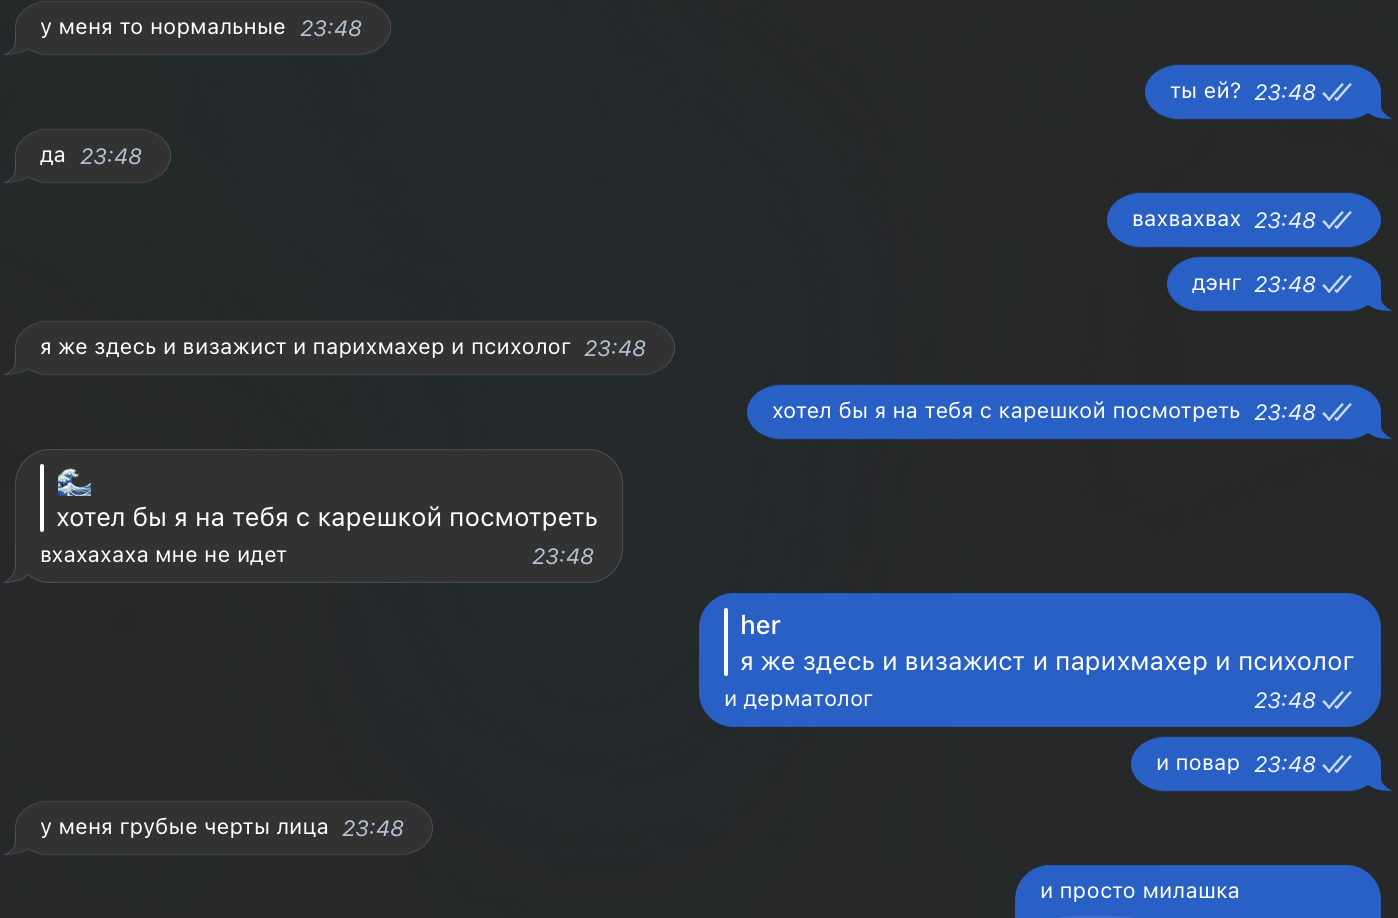 у меня то нормальные 23:48
ты ей? 23:48
да 23:48
вахвахвах 23:48
дэнг 23:48
я же здесь и визажист и парихмахер и психолог 23:48
хотел бы я на тебя с карешкой посмотреть 23:48
🌊
хотел бы я на тебя с карешкой посмотреть
вхахахаха мне не идет 23:48
her
я же здесь и визажист и парихмахер и психолог
и дерматолог 23:48
и повар 23:48
у меня грубые черты лица 23:48
и просто милашка